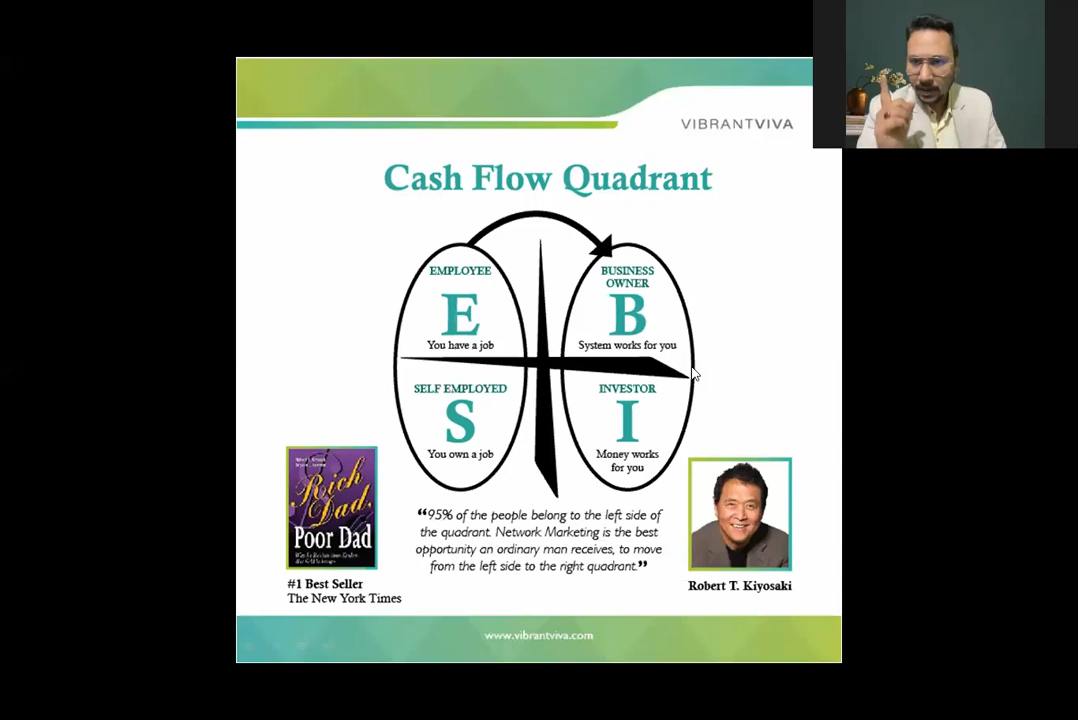 VIBRANTVIVA
Cash Flow Quadrant
EMPLOYEE
E
You have a job
BUSINESS
OWNER
B
System works for you
SELF EMPLOYED
S
You own a job
INVESTOR
I
Money works
for you
Rich
Dad,
Poor Dad
#1 Best Seller
The New York Times
“95% of the people belong to the left side of
the quadrant. Network Marketing is the best
opportunity an ordinary man receives, to move
from the left side to the right quadrant.”
Robert T. Kiyosaki
www.vibrantviva.com